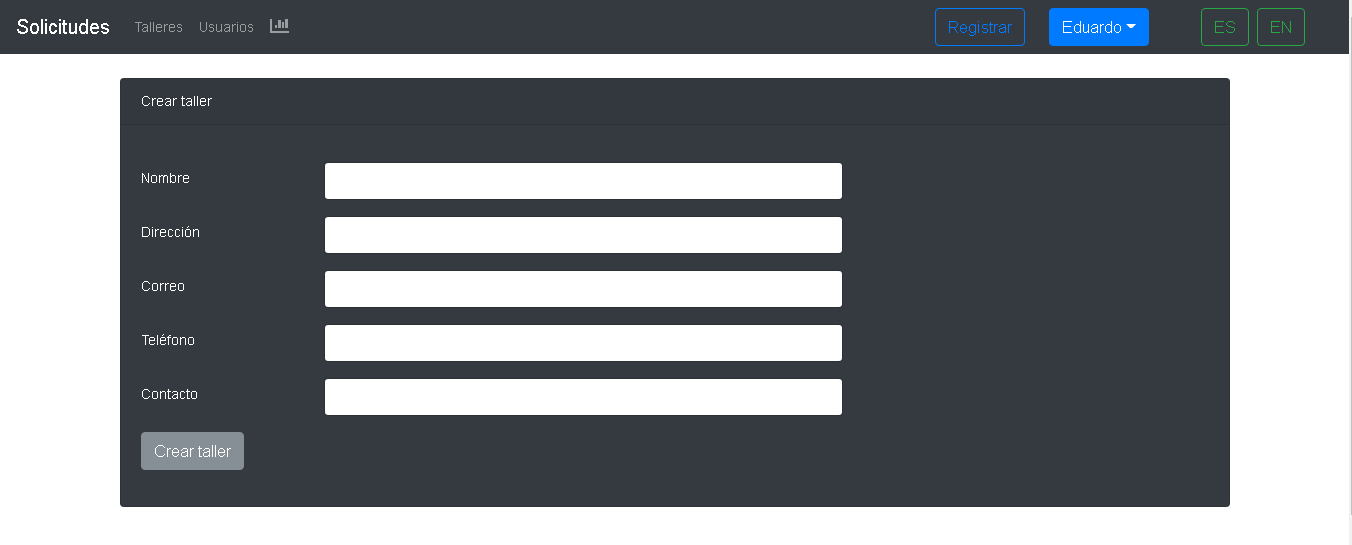 Solicitudes Talleres Usuarios Registrar Eduardo ES EN
Crear taller
Nombre
Dirección
Correo
Teléfono
Contacto
Crear taller